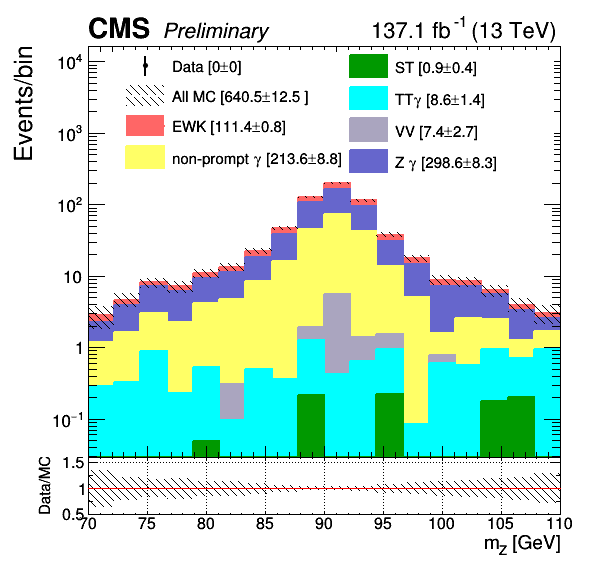 CMS Preliminary 137.1 fb⁻¹ (13 TeV)
Events/bin
10⁴
10³
10²
10
1
10⁻¹
Data [0±0]
All MC [640.5±12.5 ]
EWK [111.4±0.8]
non-prompt γ [213.6±8.8]
ST [0.9±0.4]
TTγ [8.6±1.4]
VV [7.4±2.7]
Z γ [298.6±8.3]
Data/MC
1.5
1
0.5
70 75 80 85 90 95 100 105 110
m_Z [GeV]